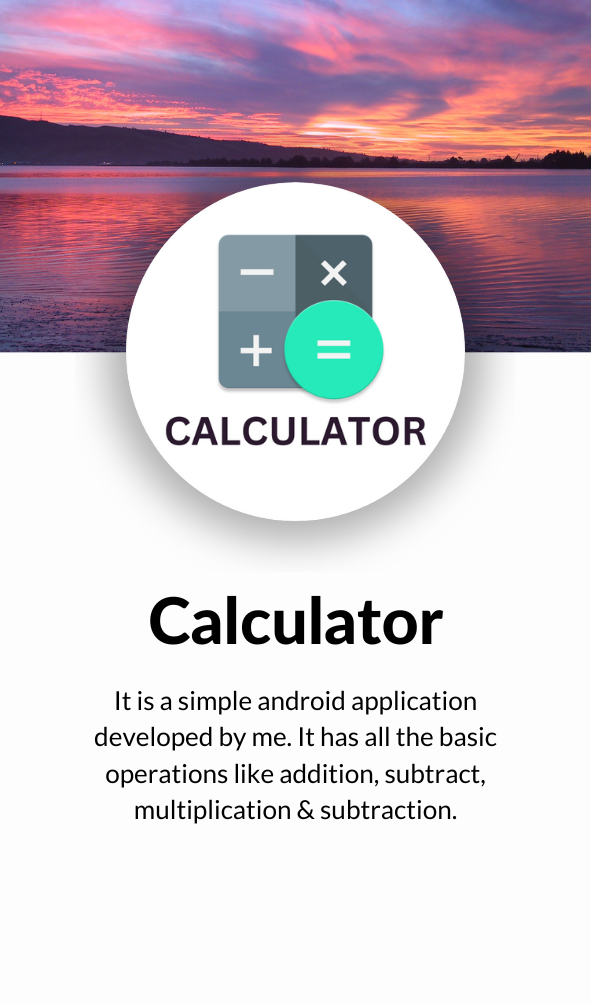 CALCULATOR
Calculator
It is a simple android application
developed by me. It has all the basic
operations like addition, subtract,
multiplication & subtraction.